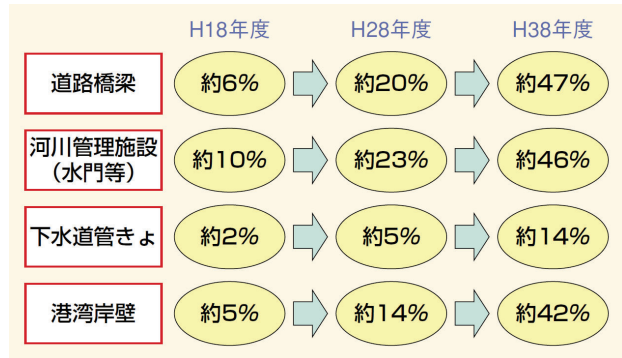 H18年度 H28年度 H38年度
道路橋梁 約6% 約20% 約47%
河川管理施設
(水門等) 約10% 約23% 約46%
下水道管きょ 約2% 約5% 約14%
港湾岸壁 約5% 約14% 約42%